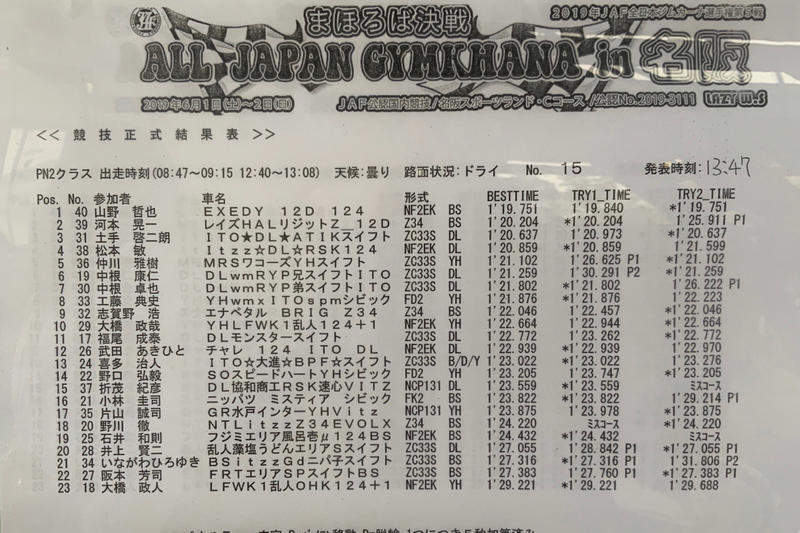 まほろば決戦
2019年JAF全日本ジムカーナ選手権第5戦
ALL JAPAN GYMKHANA in 名阪
2019年6月1日(土)~2日(日) JAF公認国内競技/名阪スポーツランド・Cコース/公認No.2019-3111 LAZY W.S
<< 競技正式結果表 >>
PN2クラス 出走時刻(08:47~09:15 12:40~13:08) 天候:曇り 路面状況:ドライ No. 15 発表時刻:13:47
Pos. No. 参加者 車名 形式 BESTTIME TRY1_TIME TRY2_TIME
1 40 山野 哲也 EXEDY 12D 124 NF2EK BS 1'19.751 1'19.840 *1'19.751
2 39 河本 晃一 レイズHALリジットZ_12D Z34 BS 1'20.204 *1'20.204 1'25.911 P1
3 31 土手 啓二朗 ITO★DL★ATIKスイフト ZC33S DL 1'20.637 1'20.973 *1'20.637
4 38 松本 敏 Itzz☆DL☆RSK124 NF2EK DL 1'20.859 *1'20.859 1'21.599
5 36 仲川 雅樹 MRSワコーズYHスイフト ZC33S YH 1'21.102 1'26.625 P1 *1'21.102
6 19 中根 康仁 DLwmRYP兄スイフトITO ZC33S DL 1'21.259 1'30.291 P2 *1'21.259
7 30 中根 卓也 DLwmRYP弟スイフトITO ZC33S DL 1'21.802 *1'21.802 1'26.222 P1
8 33 工藤 典史 YHwmxITOspmシビック FD2 YH 1'21.876 *1'21.876 1'22.223
9 32 志賀野 浩 エナペタル BRIG Z34 Z34 BS 1'22.046 1'22.457 *1'22.046
10 29 大橋 政哉 YHLFWK1乱人124+1 NF2EK YH 1'22.664 1'22.944 *1'22.664
11 17 福尾 成泰 DLモンスタースイフト ZC33S DL 1'22.772 1'23.262 *1'22.772
12 26 武田 あきひと チャレ 124 ITO DL NF2EK DL 1'22.939 *1'22.939 1'22.970
13 24 喜多 治人 ITO☆大進☆BPF☆スイフト ZC33S B/D/Y 1'23.022 *1'23.022 1'23.276
14 22 野口 弘毅 SOスピードハートYHシビック FD2 YH 1'23.205 1'23.747 *1'23.205
15 37 折茂 紀彦 DL協和商工RSK速心VITZ NCP131 DL 1'23.559 *1'23.559 ミスコース
16 21 小林 圭司 ニッパツ ミスティア シビック FK2 BS 1'23.822 *1'23.822 1'29.214 P1
17 35 片山 誠司 GR水戸インターYHVitz NCP131 YH 1'23.875 1'23.978 *1'23.875
18 20 野川 徹 NTLitzzZ34EVOLX Z34 BS 1'24.220 ミスコース *1'24.220
19 25 石井 和則 フジミエリア風呂壱μ124BS NF2EK BS 1'24.432 *1'24.432 ミスコース
20 28 井上 賢二 乱人藻塩うどんエリアSスイフト ZC33S DL 1'27.055 1'28.842 P1 *1'27.055 P1
21 34 いながわひろゆき BSitzzGdニパ子スイフト ZC33S BS 1'27.316 *1'27.316 P1 1'31.806 P2
22 27 阪本 芳司 FRTエリアSPスイフトBS ZC33S BS 1'27.383 1'27.760 P1 *1'27.383 P1
23 18 大橋 政人 LFWK1乱人OHK124+1 NF2EK YH 1'29.221 *1'29.221 1'29.688